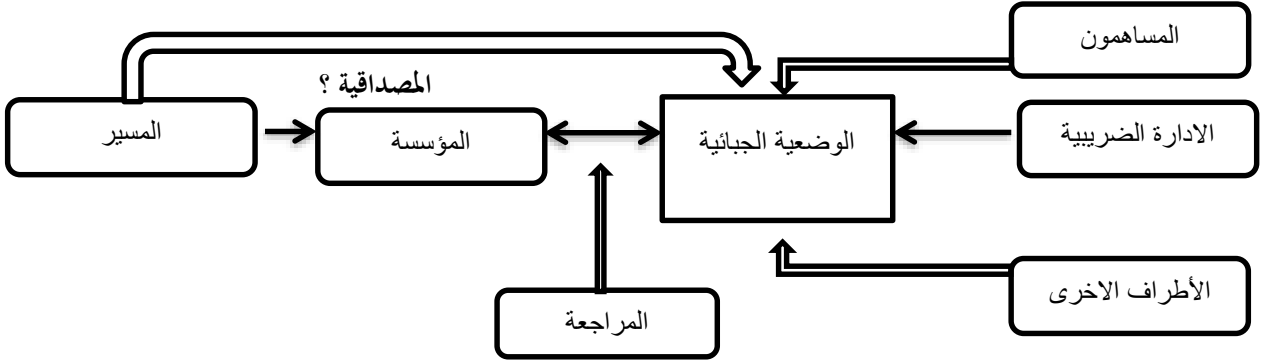 المساهمون
المصداقية ؟
المسير
المؤسسة
الوضعية الجبائية
الادارة الضريبية
الأطراف الاخرى
المراجعة